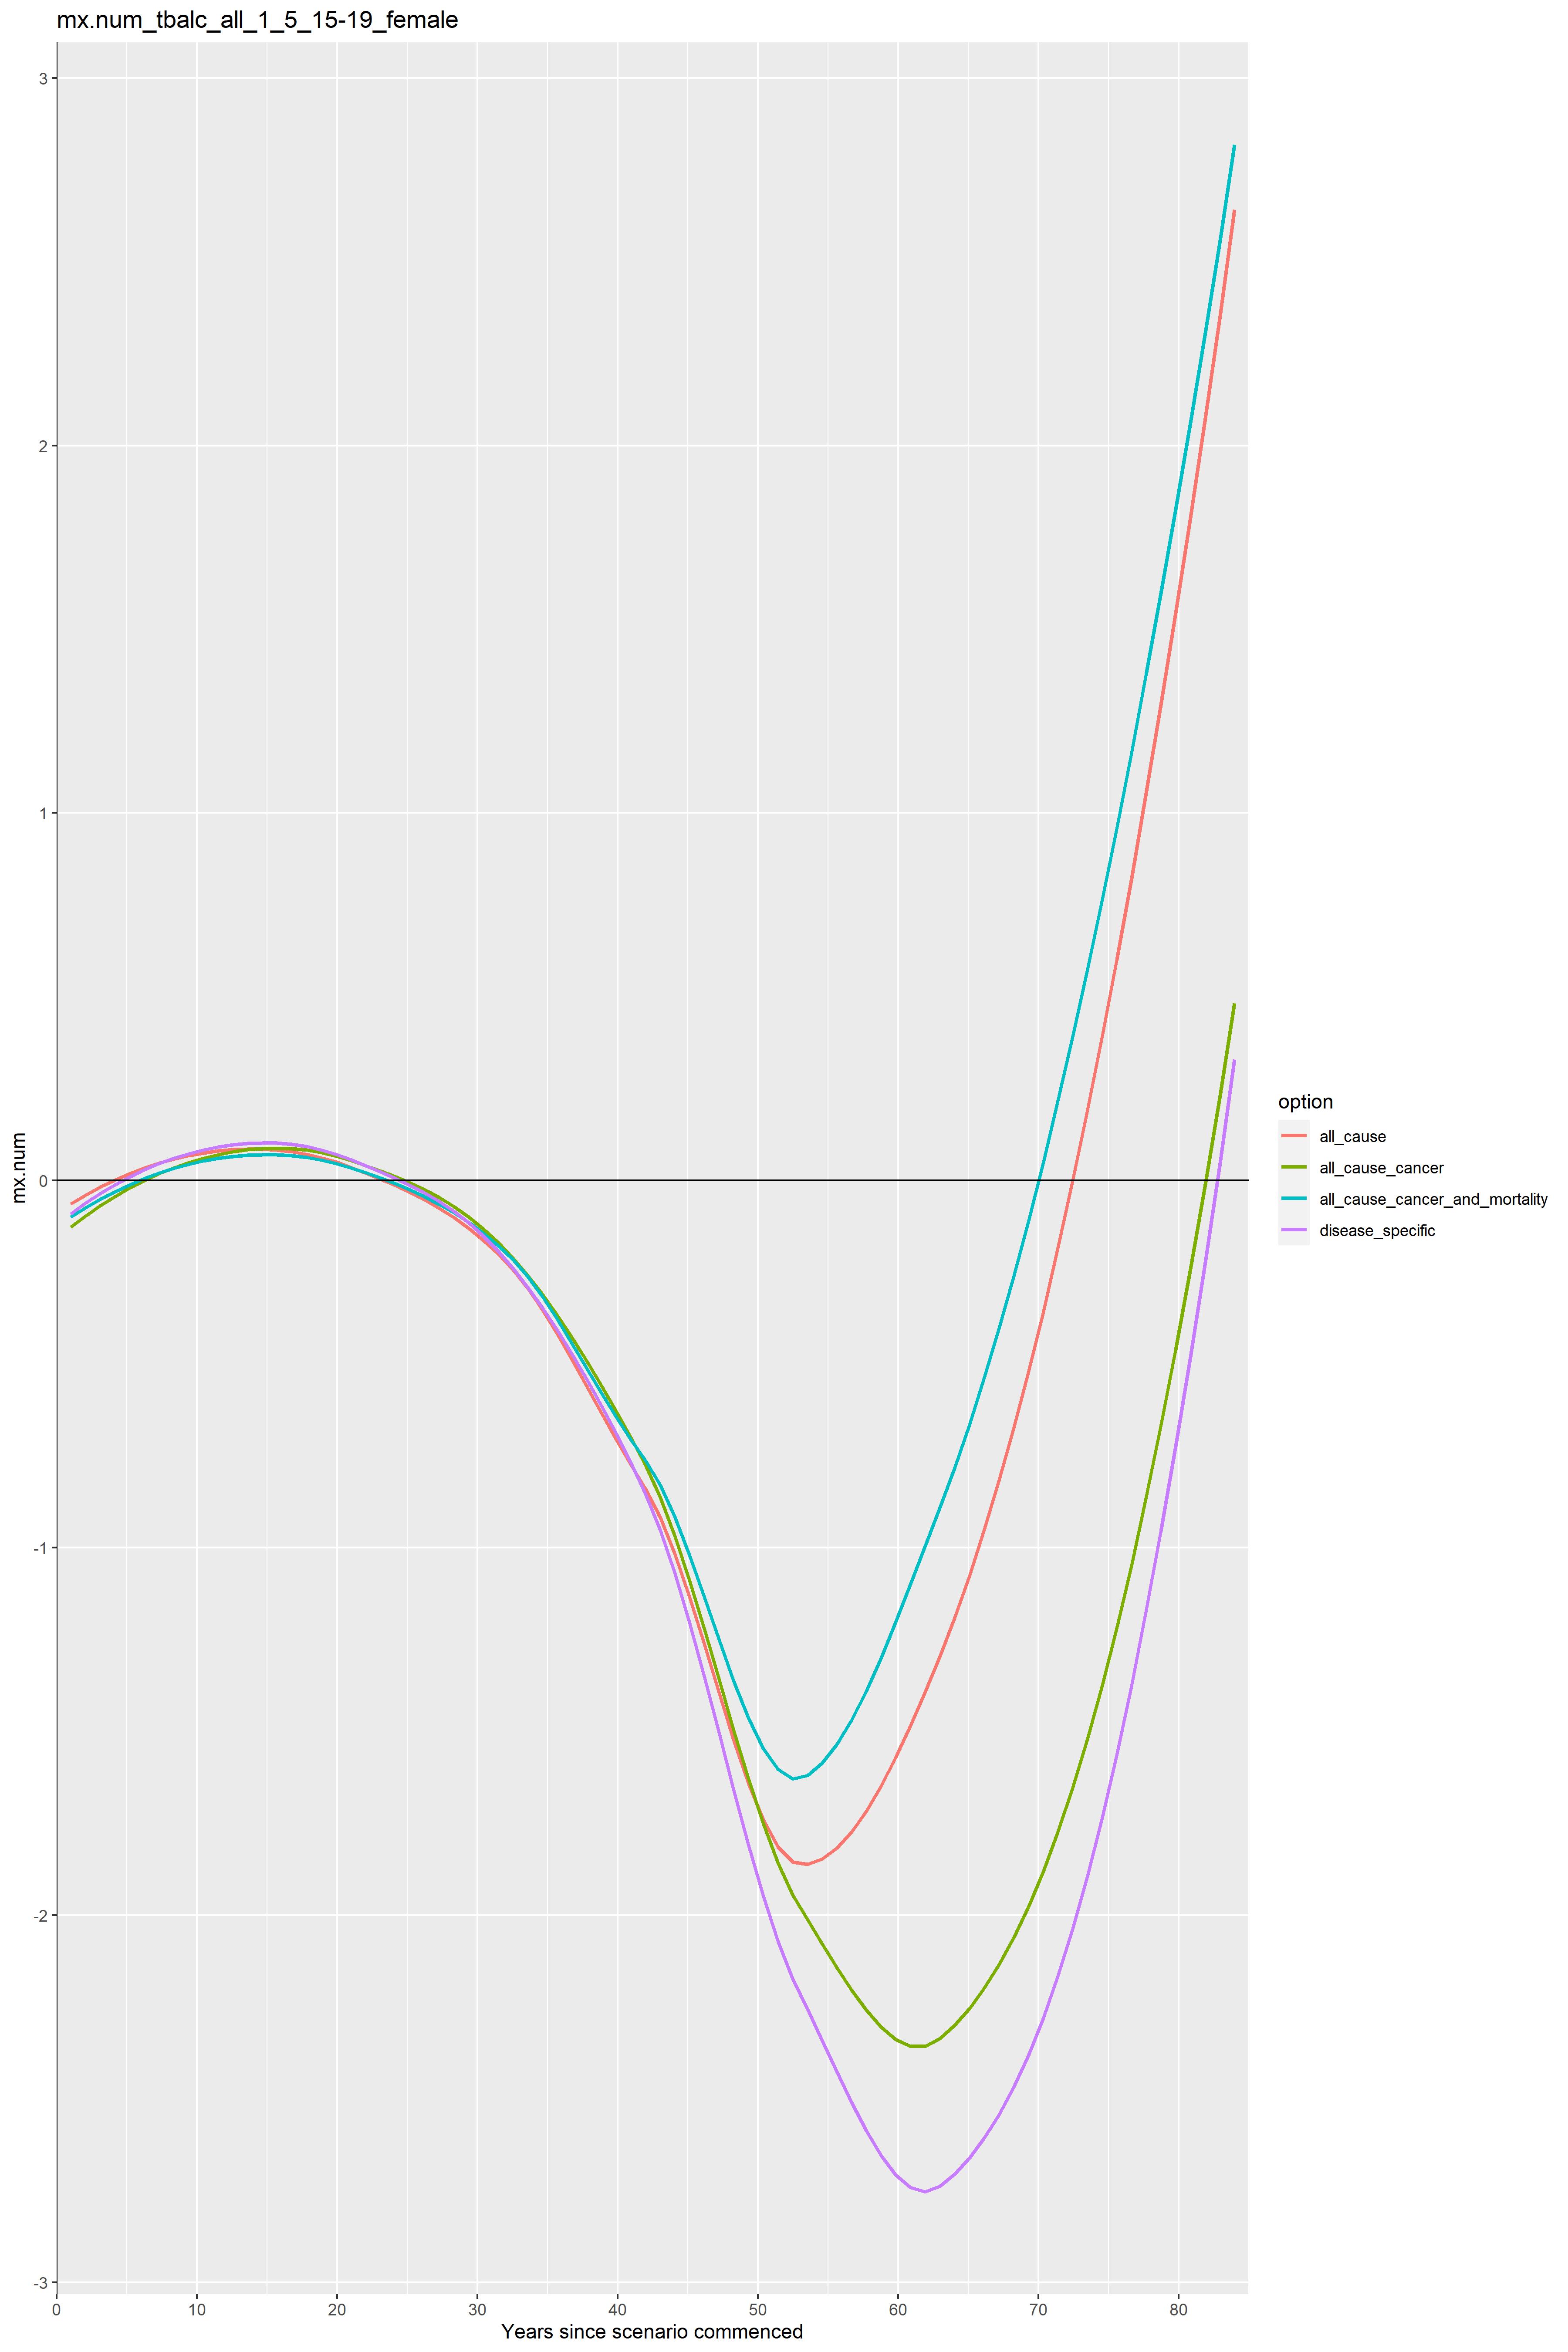 mx.num_tbalc_all_1_5_15-19_female
3
2
1
0
-1
-2
-3
mx.num
0 10 20 30 40 50 60 70 80
Years since scenario commenced
option
all_cause
all_cause_cancer
all_cause_cancer_and_mortality
disease_specific